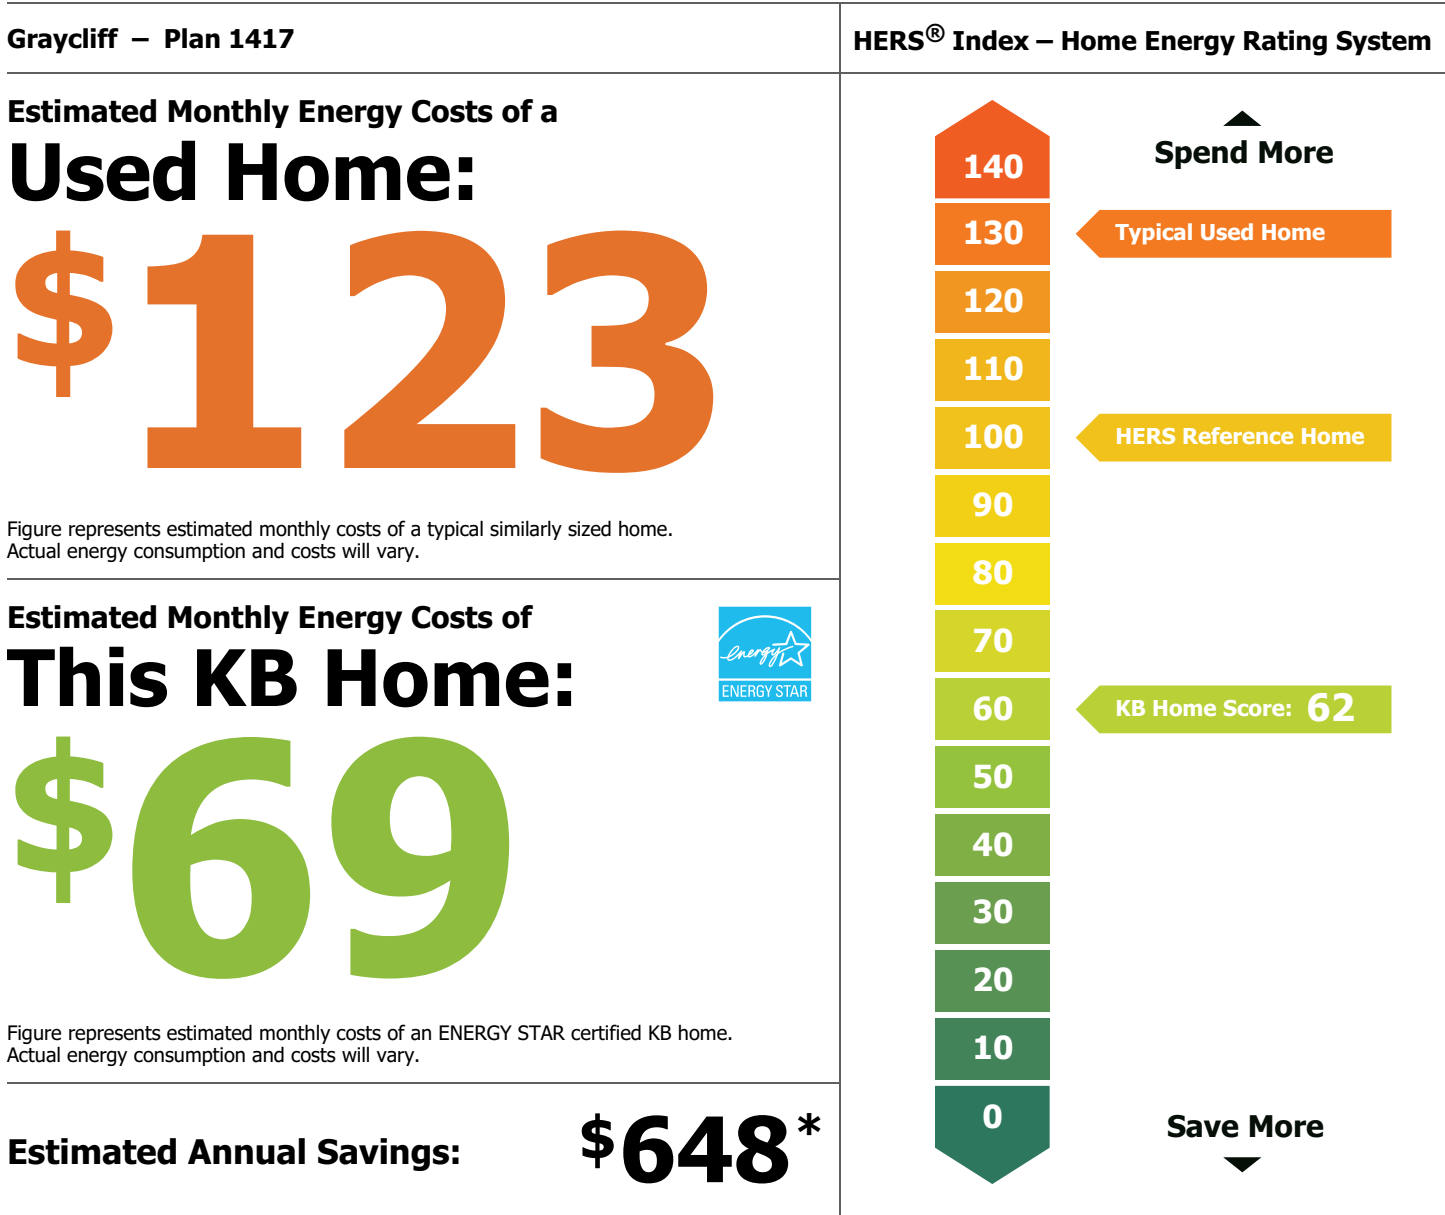 Graycliff – Plan 1417
Estimated Monthly Energy Costs of a
Used Home:
$123
Figure represents estimated monthly costs of a typical similarly sized home.
Actual energy consumption and costs will vary.
Estimated Monthly Energy Costs of
This KB Home:
energy
ENERGY STAR
$69
Figure represents estimated monthly costs of an ENERGY STAR certified KB home.
Actual energy consumption and costs will vary.
Estimated Annual Savings: $648*
HERS® Index – Home Energy Rating System
Spend More
140
130 Typical Used Home
120
110
100 HERS Reference Home
90
80
70
60 KB Home Score: 62
50
40
30
20
10
0
Save More